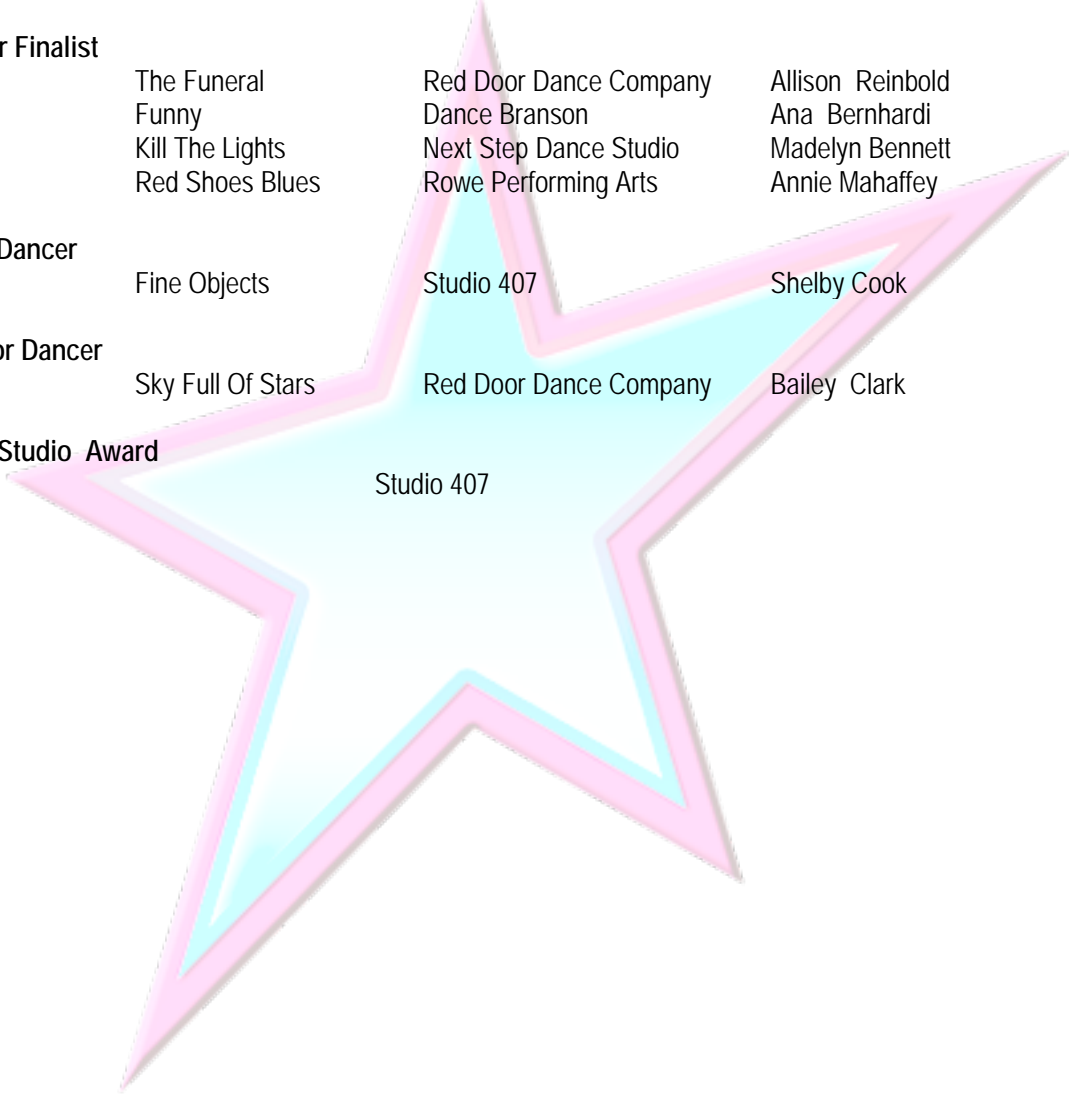 r Finalist
The Funeral Red Door Dance Company Allison Reinbold
Funny Dance Branson Ana Bernhardi
Kill The Lights Next Step Dance Studio Madelyn Bennett
Red Shoes Blues Rowe Performing Arts Annie Mahaffey
Dancer
Fine Objects Studio 407 Shelby Cook
or Dancer
Sky Full Of Stars Red Door Dance Company Bailey Clark
Studio Award
Studio 407